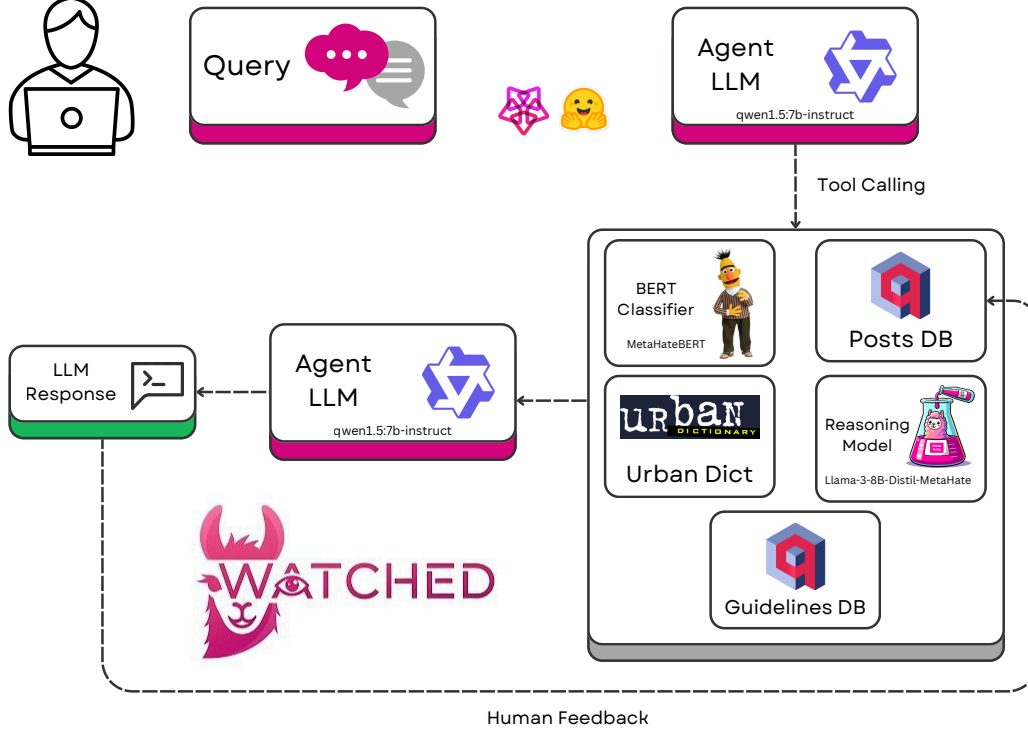 Query
Agent
LLM
qwen1.5:7b-instruct
Tool Calling
BERT
Classifier
MetaHateBERT
Posts DB
URBAN
DICTIONARY
Urban Dict
Reasoning
Model
Llama-3-8B-Distil-MetaHate
Guidelines DB
Agent
LLM
qwen1.5:7b-instruct
LLM
Response
WATCHED
Human Feedback